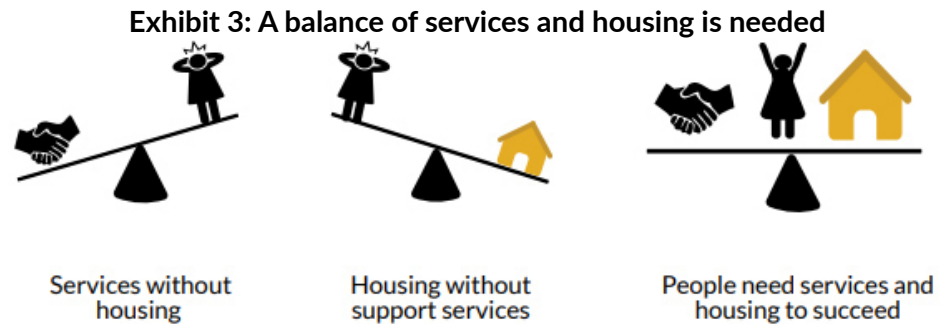 Exhibit 3: A balance of services and housing is needed
Services without
housing
Housing without
support services
People need services and
housing to succeed